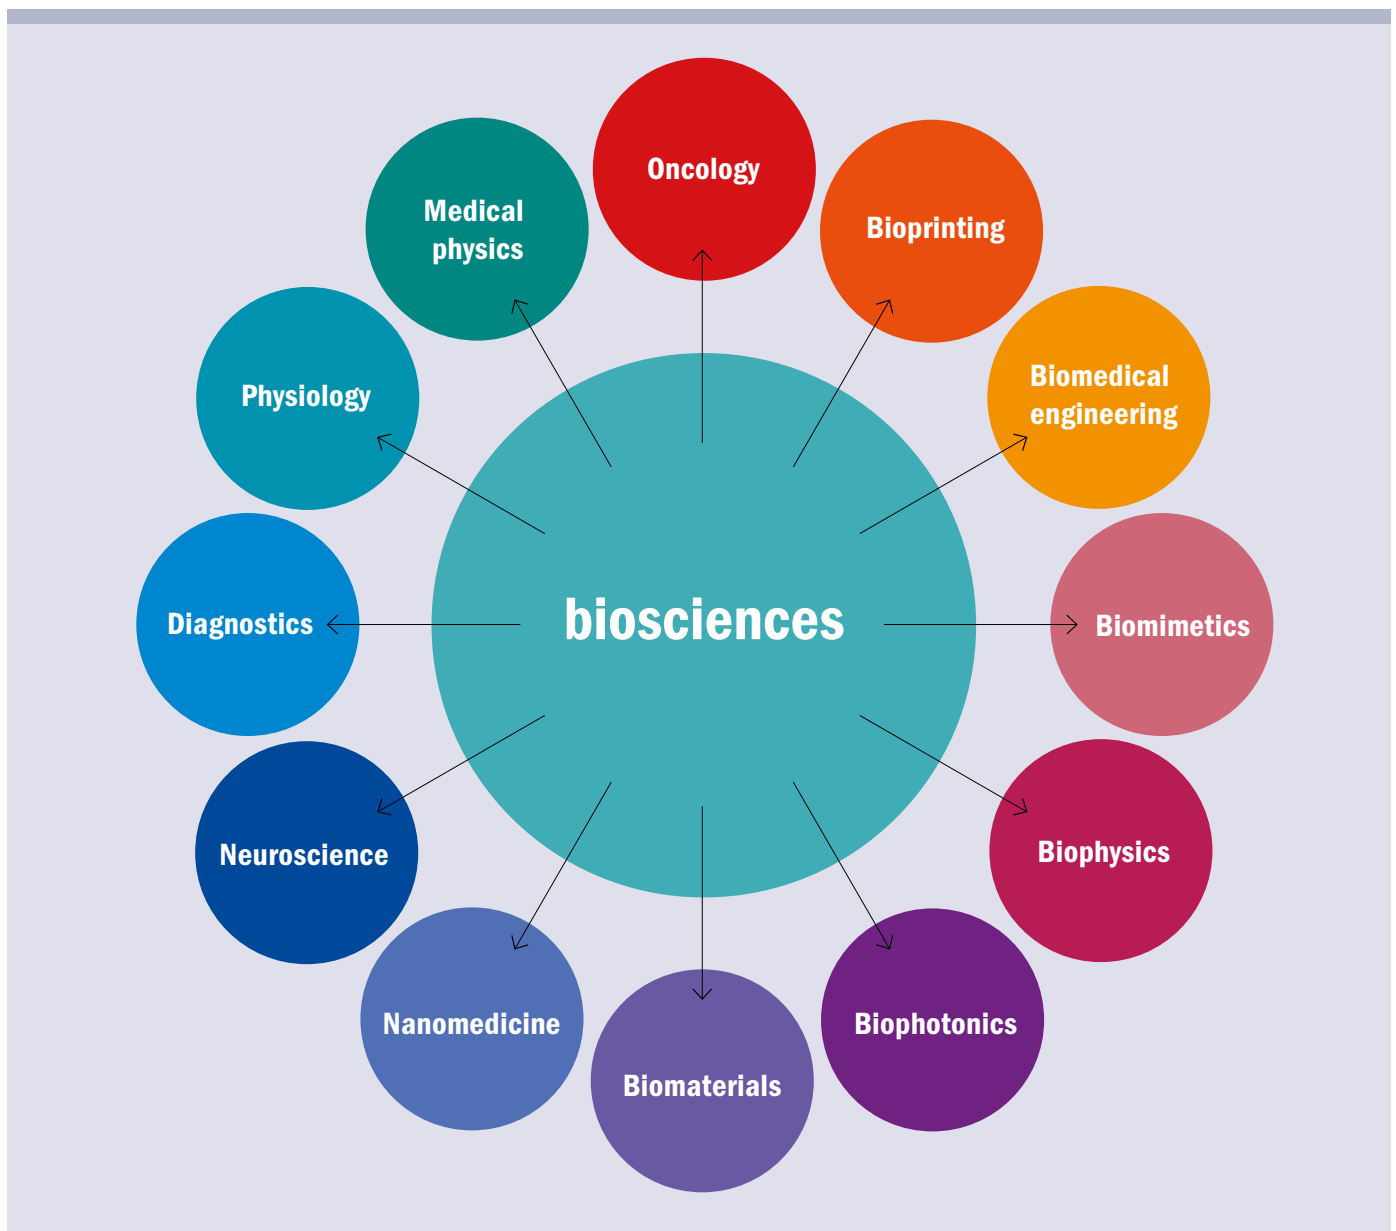 Oncology
Bioprinting
Medical
physics
Biomedical
engineering
Physiology
biosciences
Diagnostics
Biomimetics
Neuroscience
Biophysics
Nanomedicine
Biophotonics
Biomaterials